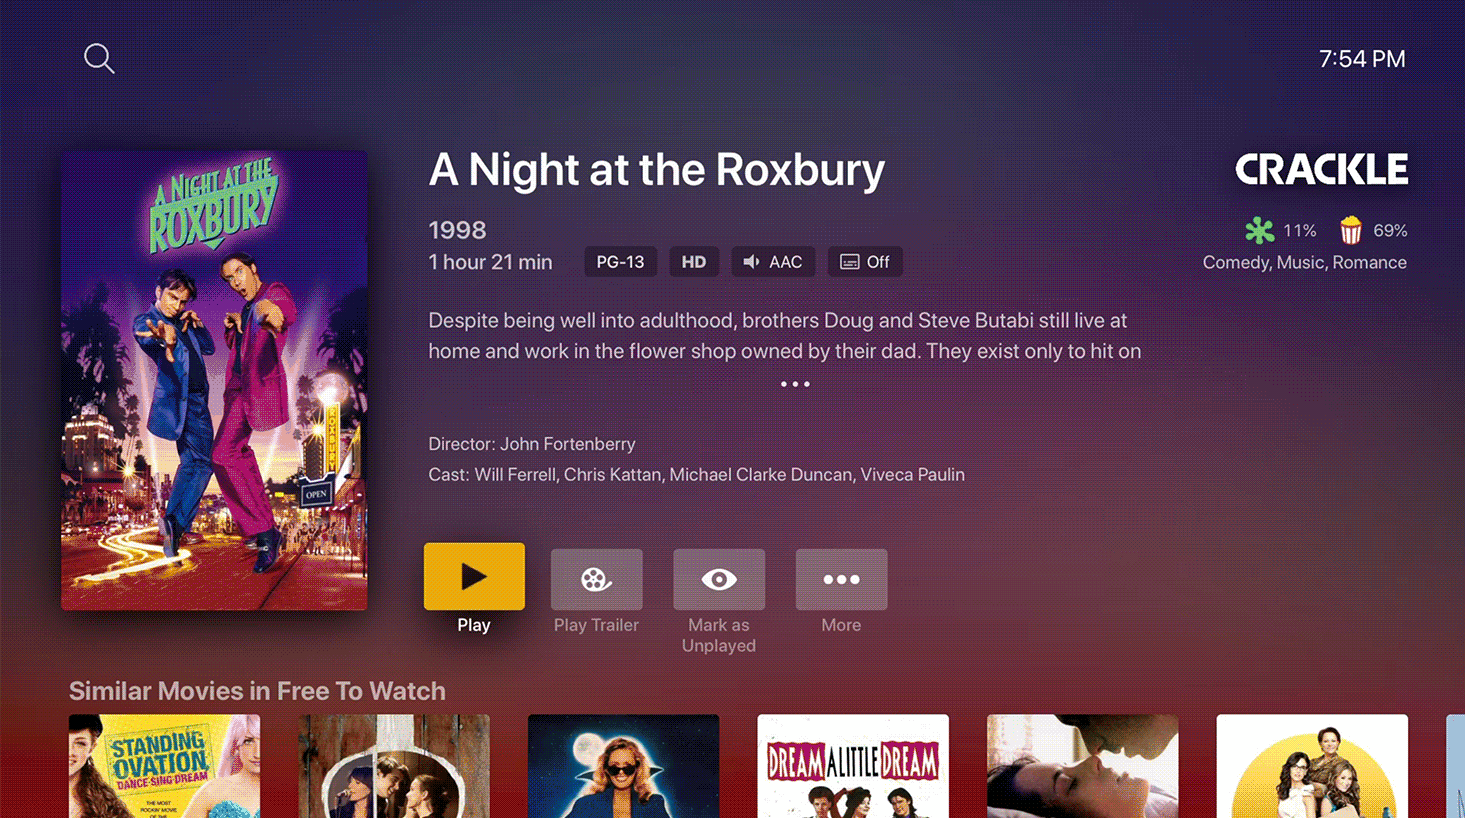 7:54 PM
A NIGHT AT THE
ROXBURY
ROXBURY
OPEN
A Night at the Roxbury
CRACKLE
1998
11% 69%
1 hour 21 min PG-13 HD AAC Off
Comedy, Music, Romance
Despite being well into adulthood, brothers Doug and Steve Butabi still live at
home and work in the flower shop owned by their dad. They exist only to hit on
•••
Director: John Fortenberry
Cast: Will Ferrell, Chris Kattan, Michael Clarke Duncan, Viveca Paulin
Play
Play Trailer
Mark as
Unplayed
More
Similar Movies in Free To Watch
STANDING
OVATION
DANCE SING DREAM
THE MOST
ROCKIN' MOVIE
OF THE
DREAM A LITTLE DREAM